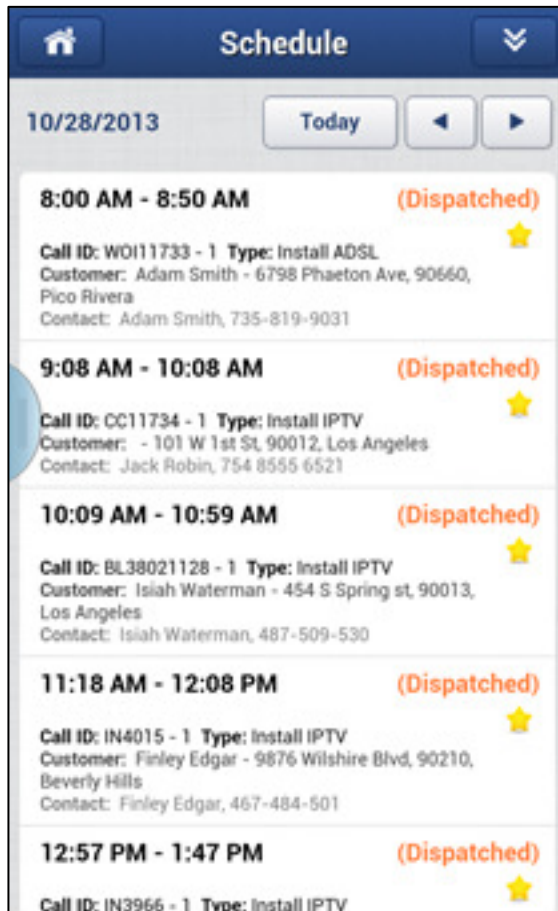 Schedule
10/28/2013
Today
8:00 AM - 8:50 AM (Dispatched)
Call ID: WOI11733 - 1 Type: Install ADSL
Customer: Adam Smith - 6798 Phaeton Ave, 90660,
Pico Rivera
Contact: Adam Smith, 735-819-9031
9:08 AM - 10:08 AM (Dispatched)
Call ID: CC11734 - 1 Type: Install IPTV
Customer: - 101 W 1st St, 90012, Los Angeles
Contact: Jack Robin, 754 8555 6521
10:09 AM - 10:59 AM (Dispatched)
Call ID: BL38021128 - 1 Type: Install IPTV
Customer: Isiah Waterman - 454 S Spring st, 90013,
Los Angeles
Contact: Isiah Waterman, 487-509-530
11:18 AM - 12:08 PM (Dispatched)
Call ID: IN4015 - 1 Type: Install IPTV
Customer: Finley Edgar - 9876 Wilshire Blvd, 90210,
Beverly Hills
Contact: Finley Edgar, 467-484-501
12:57 PM - 1:47 PM (Dispatched)
Call ID: IN3966 - 1 Type: Install IPTV